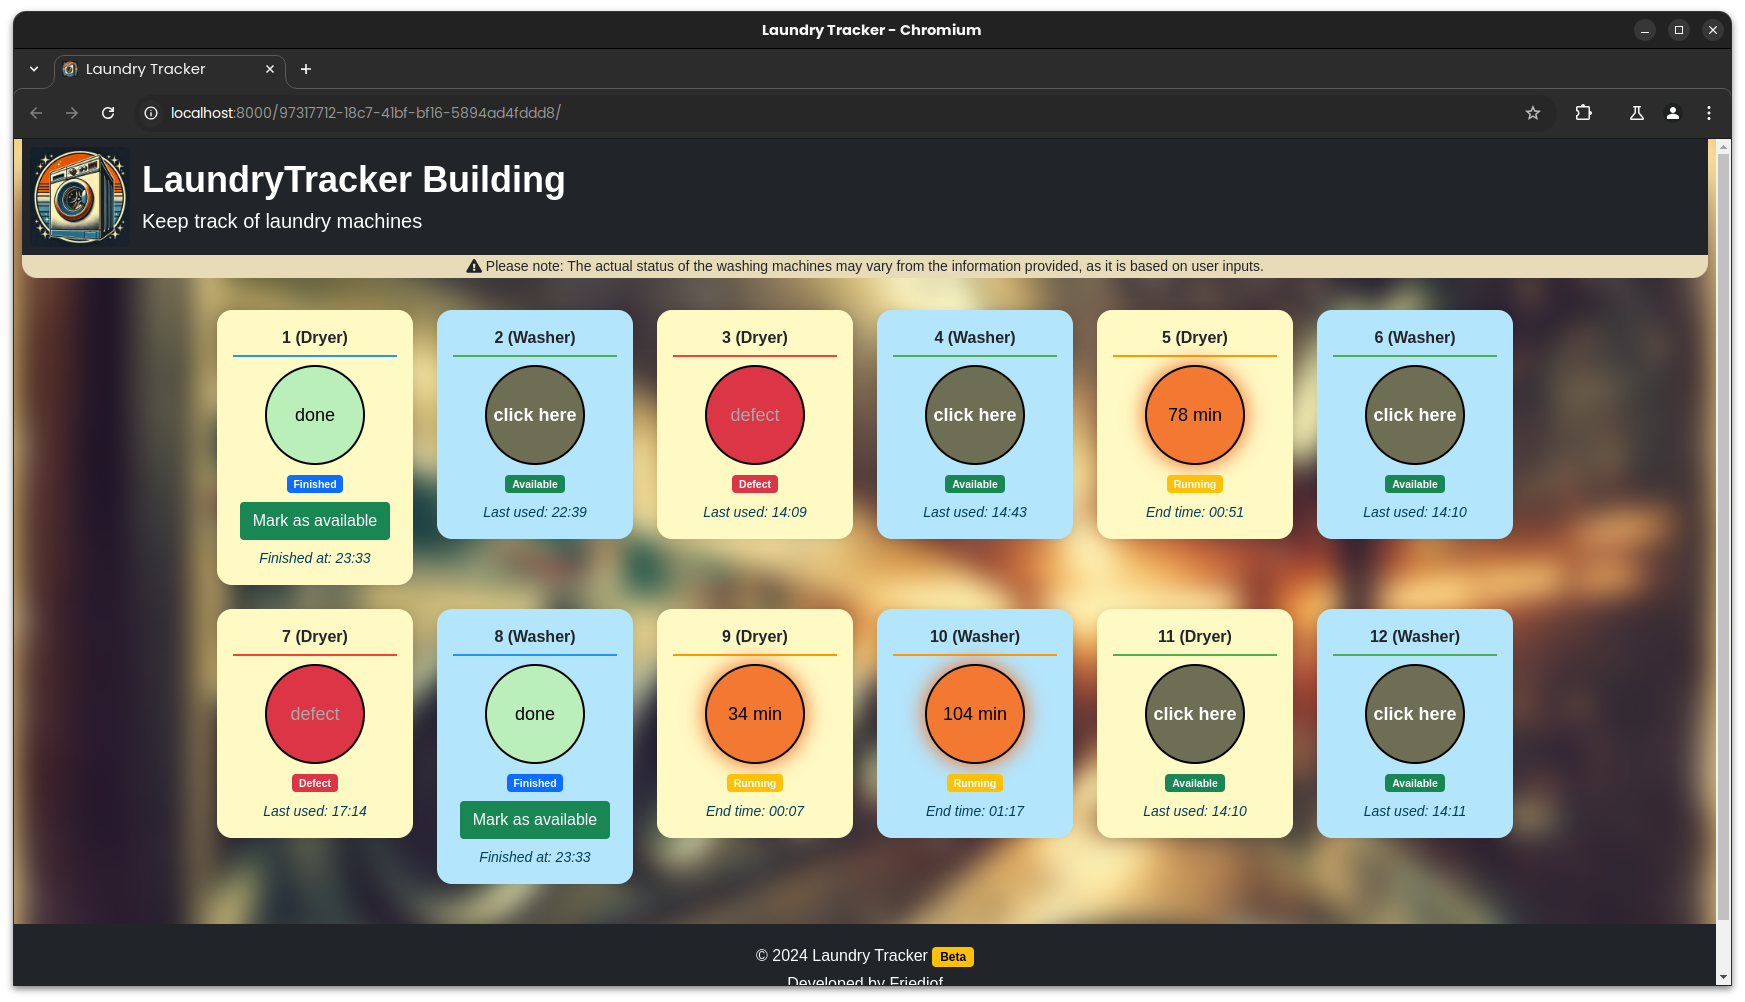 Laundry Tracker - Chromium
Laundry Tracker
localhost:8000/97317712-18c7-41bf-bf16-5894ad4fddd8/
LaundryTracker Building
Keep track of laundry machines
Please note: The actual status of the washing machines may vary from the information provided, as it is based on user inputs.
1 (Dryer) 2 (Washer) 3 (Dryer) 4 (Washer) 5 (Dryer) 6 (Washer)
done click here defect click here 78 min click here
Finished Available Defect Available Running Available
Mark as available Last used: 22:39 Last used: 14:09 Last used: 14:43 End time: 00:51 Last used: 14:10
Finished at: 23:33
7 (Dryer) 8 (Washer) 9 (Dryer) 10 (Washer) 11 (Dryer) 12 (Washer)
defect done 34 min 104 min click here click here
Defect Finished Running Running Available Available
Last used: 17:14 Mark as available End time: 00:07 End time: 01:17 Last used: 14:10 Last used: 14:11
Finished at: 23:33
© 2024 Laundry Tracker Beta
Developed by Friedjof